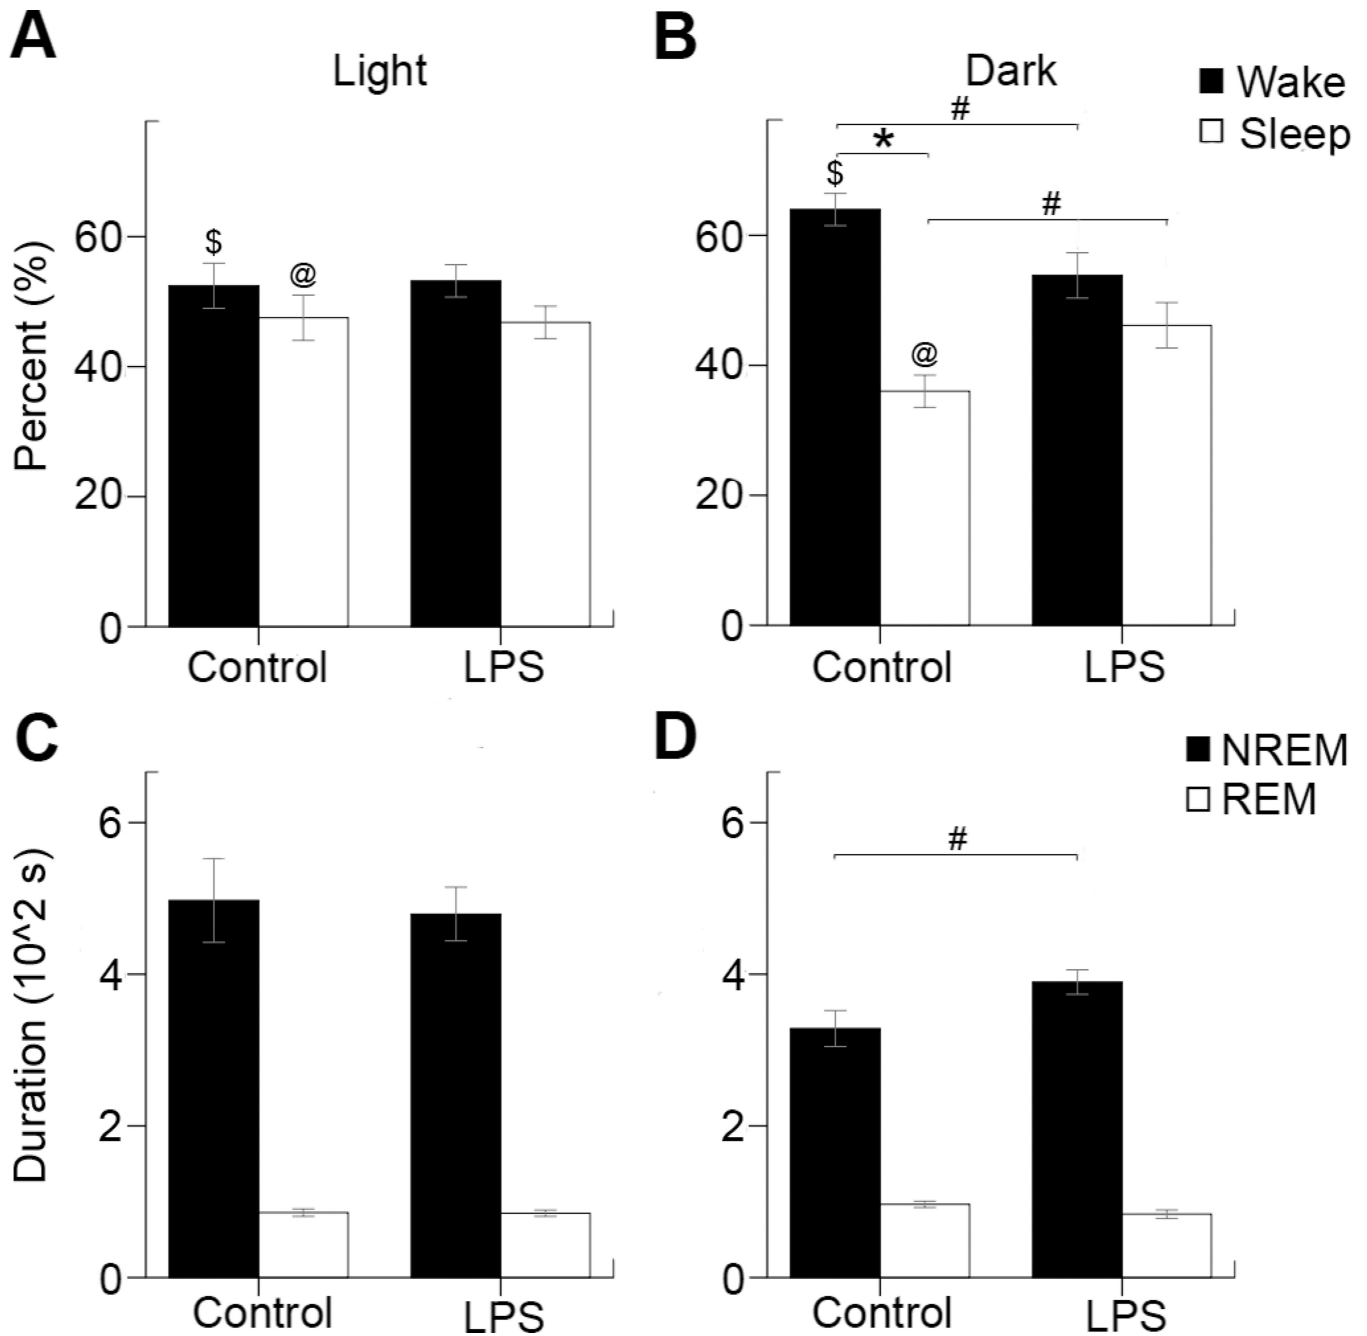 A
Light
B
Dark
Wake
Sleep
#
*
$
#
$
@
@
Percent (%)
60
40
20
0
Control
LPS
60
40
20
0
Control
LPS
C
D
NREM
REM
#
Duration (10^2 s)
6
4
2
0
Control
LPS
6
4
2
0
Control
LPS